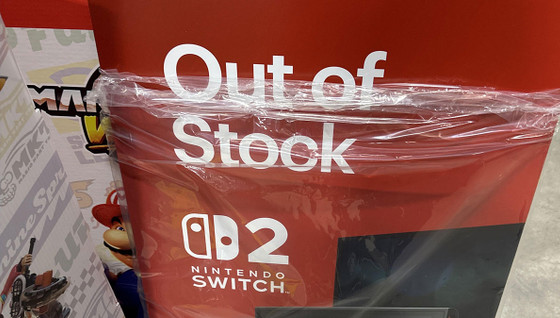 Out of
Stock
2
NINTENDO
SWITCH